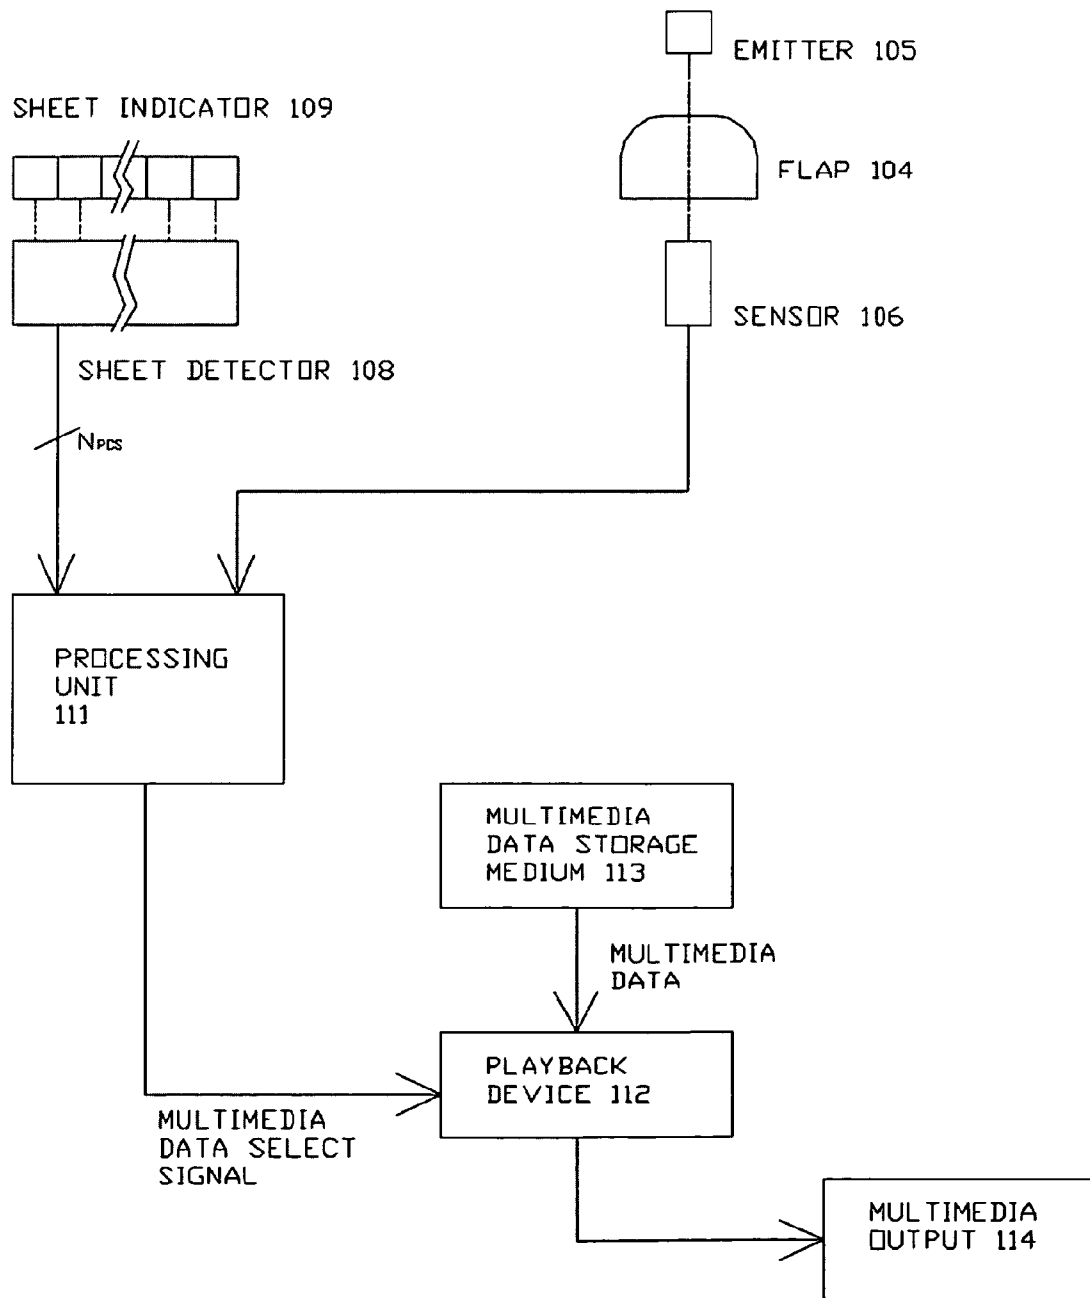 EMITTER 105
SHEET INDICATOR 109
FLAP 104
SENSOR 106
SHEET DETECTOR 108
NPCS
PROCESSING
UNIT
111
MULTIMEDIA
DATA STORAGE
MEDIUM 113
MULTIMEDIA
DATA
PLAYBACK
DEVICE 112
MULTIMEDIA
DATA SELECT
SIGNAL
MULTIMEDIA
OUTPUT 114